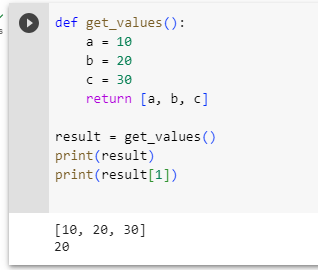 def get_values():
    a = 10
    b = 20
    c = 30
    return [a, b, c]

result = get_values()
print(result)
print(result[1])

[10, 20, 30]
20